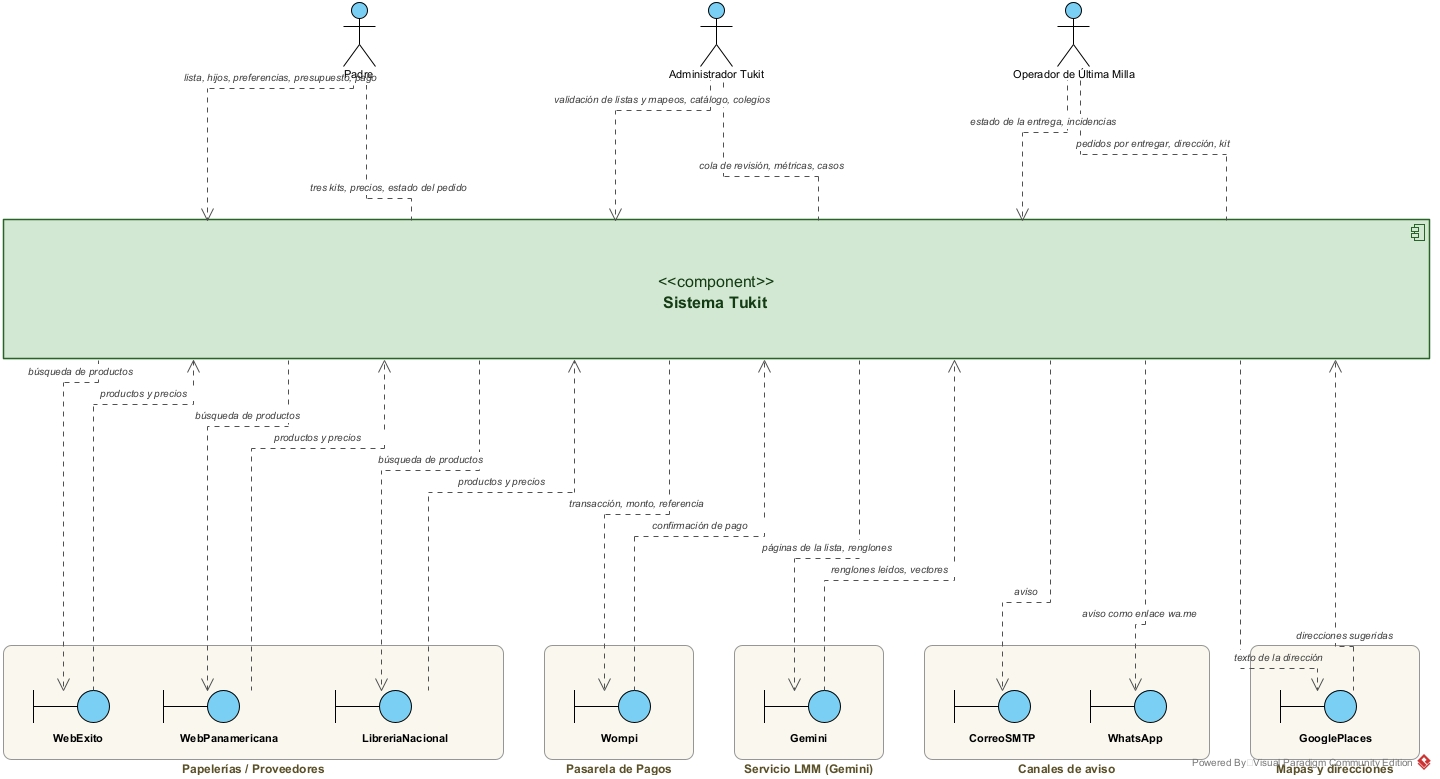 Padre
Administrador Tukit
Operador de Última Milla
lista, hijos, preferencias, presupuesto, pago
validación de listas y mapeos, catálogo, colegios
estado de la entrega, incidencias
pedidos por entregar, dirección, kit
cola de revisión, métricas, casos
tres kits, precios, estado del pedido
<<component>>
Sistema Tukit
búsqueda de productos
productos y precios
búsqueda de productos
productos y precios
búsqueda de productos
productos y precios
transacción, monto, referencia
confirmación de pago
páginas de la lista, renglones
renglones leídos, vectores
aviso
aviso como enlace wa.me
direcciones sugeridas
texto de la dirección
WebExito
WebPanamericana
LibreriaNacional
Wompi
Gemini
CorreoSMTP
WhatsApp
GooglePlaces
Papelerías / Proveedores
Pasarela de Pagos
Servicio LMM (Gemini)
Canales de aviso
Mapas y direcciones
Powered By Visual Paradigm Community Edition